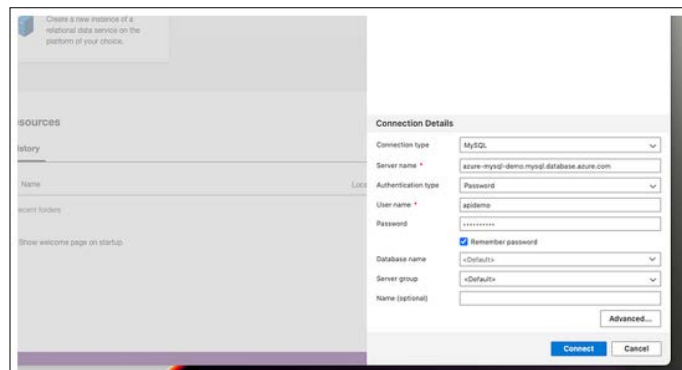 Create a new instance of a
relational data service on the
platform of your choice.
esources
istory
Name
Loca
ecent folders
Show welcome page on startup
Connection Details
Connection type
MySQL
Server name *
azure-mysql-demo.mysql.database.azure.com
Authentication type
Password
User name *
apidemo
Password
••••••••••
Remember password
Database name
<Default>
Server group
<Default>
Name (optional)
Advanced...
Connect
Cancel